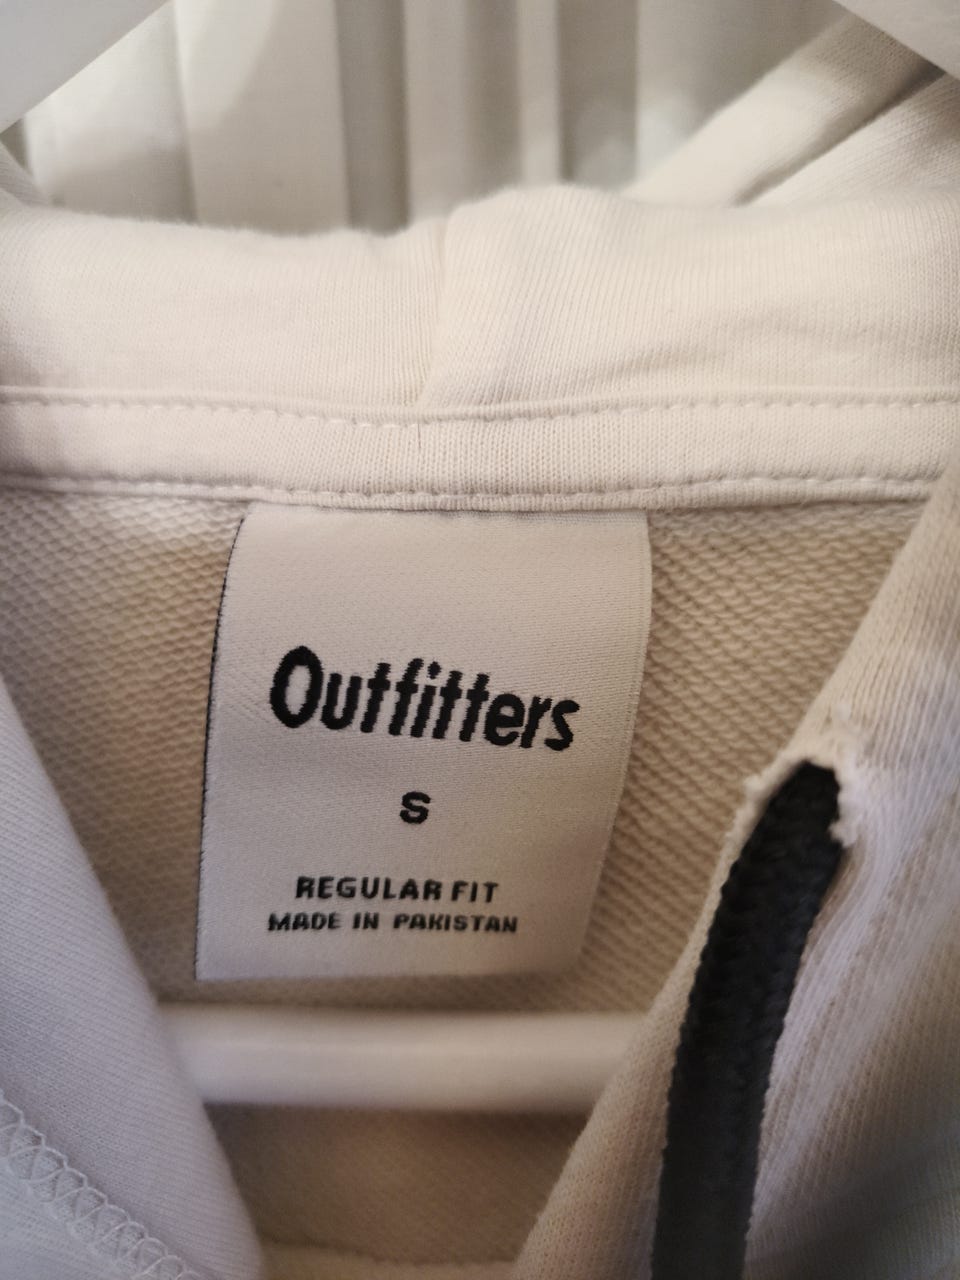 Outfitters
S
REGULAR FIT
MADE IN PAKISTAN